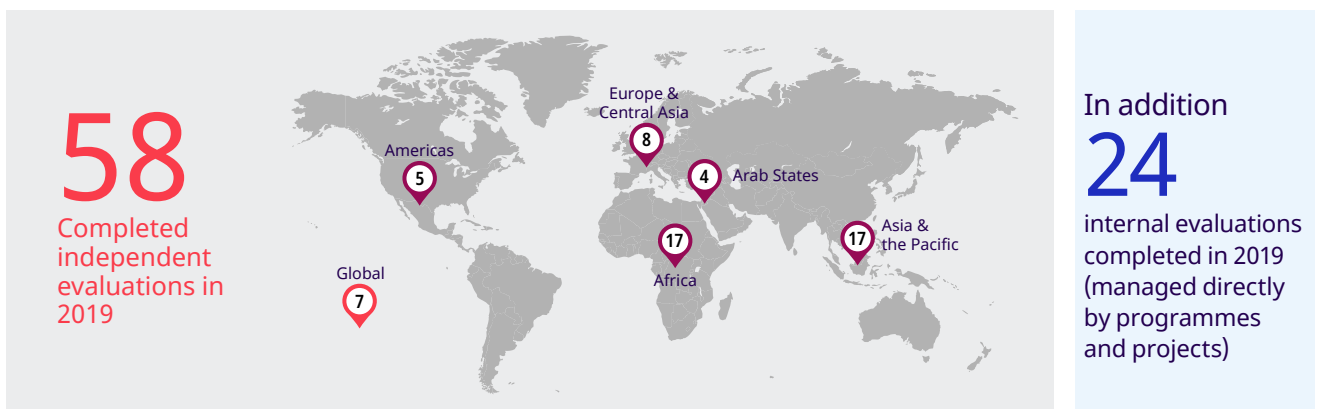 58
Completed
independent
evaluations in
2019
Americas
5
Global
7
Europe &
Central Asia
8
4
Arab States
17
Africa
17
Asia &
the Pacific
In addition
24
internal evaluations
completed in 2019
(managed directly
by programmes
and projects)